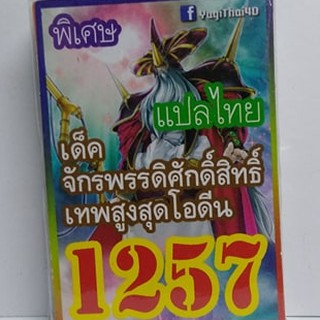 พิเศษ
f YugiThai4D
แปลไทย
เด็ค
จักรพรรดิศักดิ์สิทธิ์
เทพสูงสุดโอดีน
1257